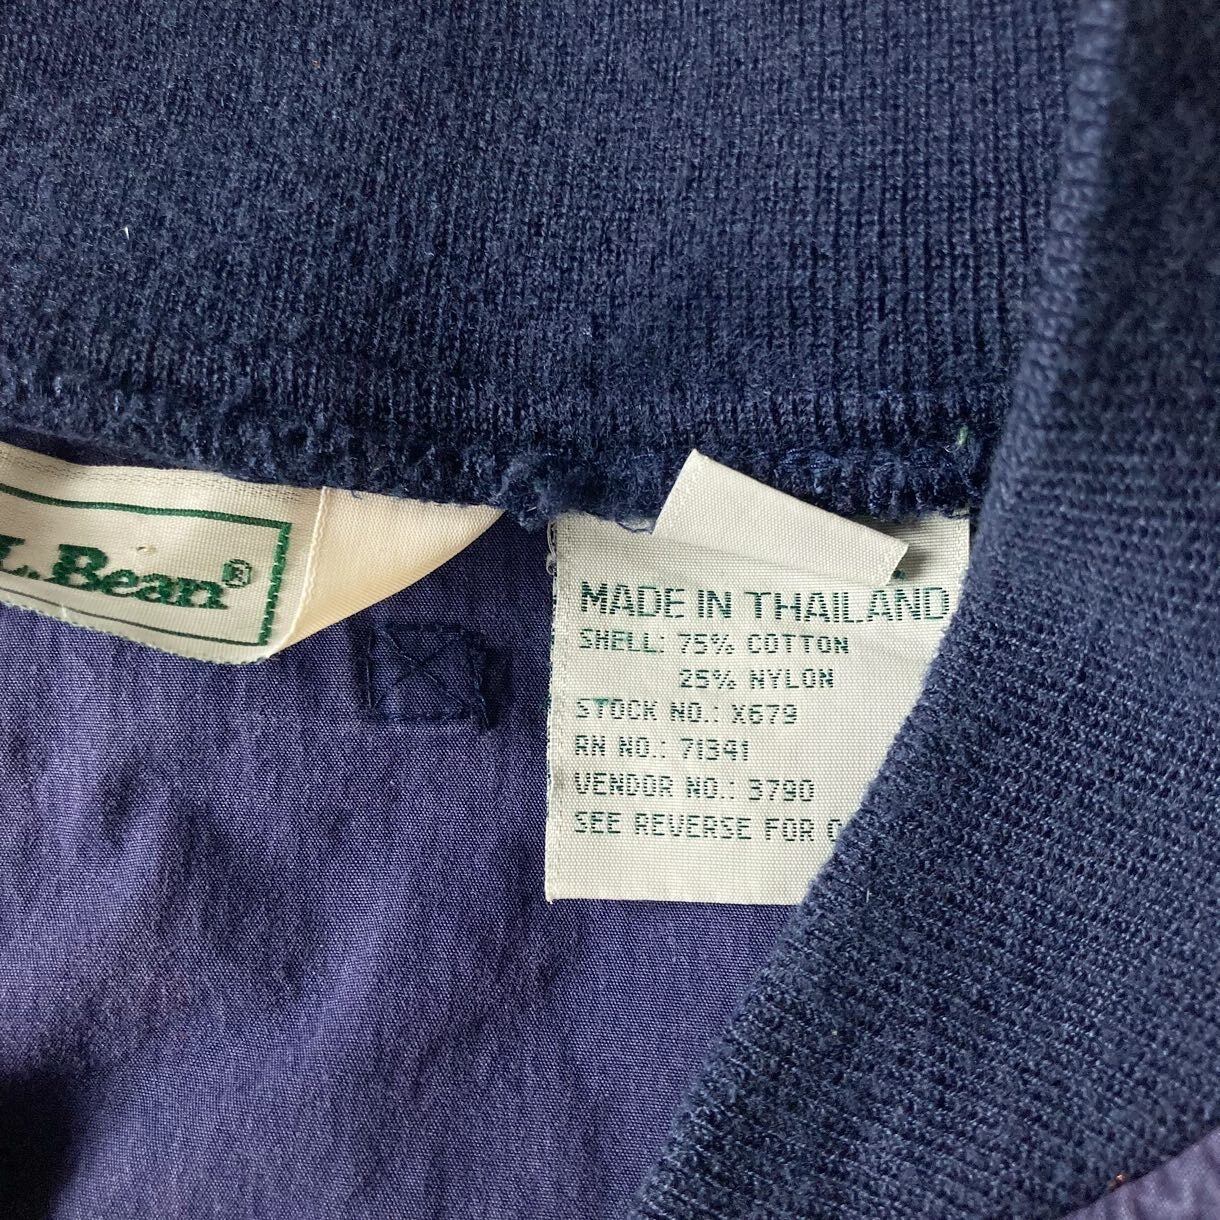 L.Bean®
MADE IN THAILAND
SHELL: 75% COTTON
25% NYLON
STOCK NO.: X679
RN NO.: 71341
VENDOR NO.: 3790
SEE REVERSE FOR